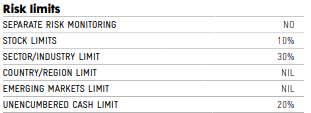 Risk limits
SEPARATE RISK MONITORING NO
STOCK LIMITS 10%
SECTOR/INDUSTRY LIMIT 30%
COUNTRY/REGION LIMIT NIL
EMERGING MARKETS LIMIT NIL
UNENCUMBERED CASH LIMIT 20%